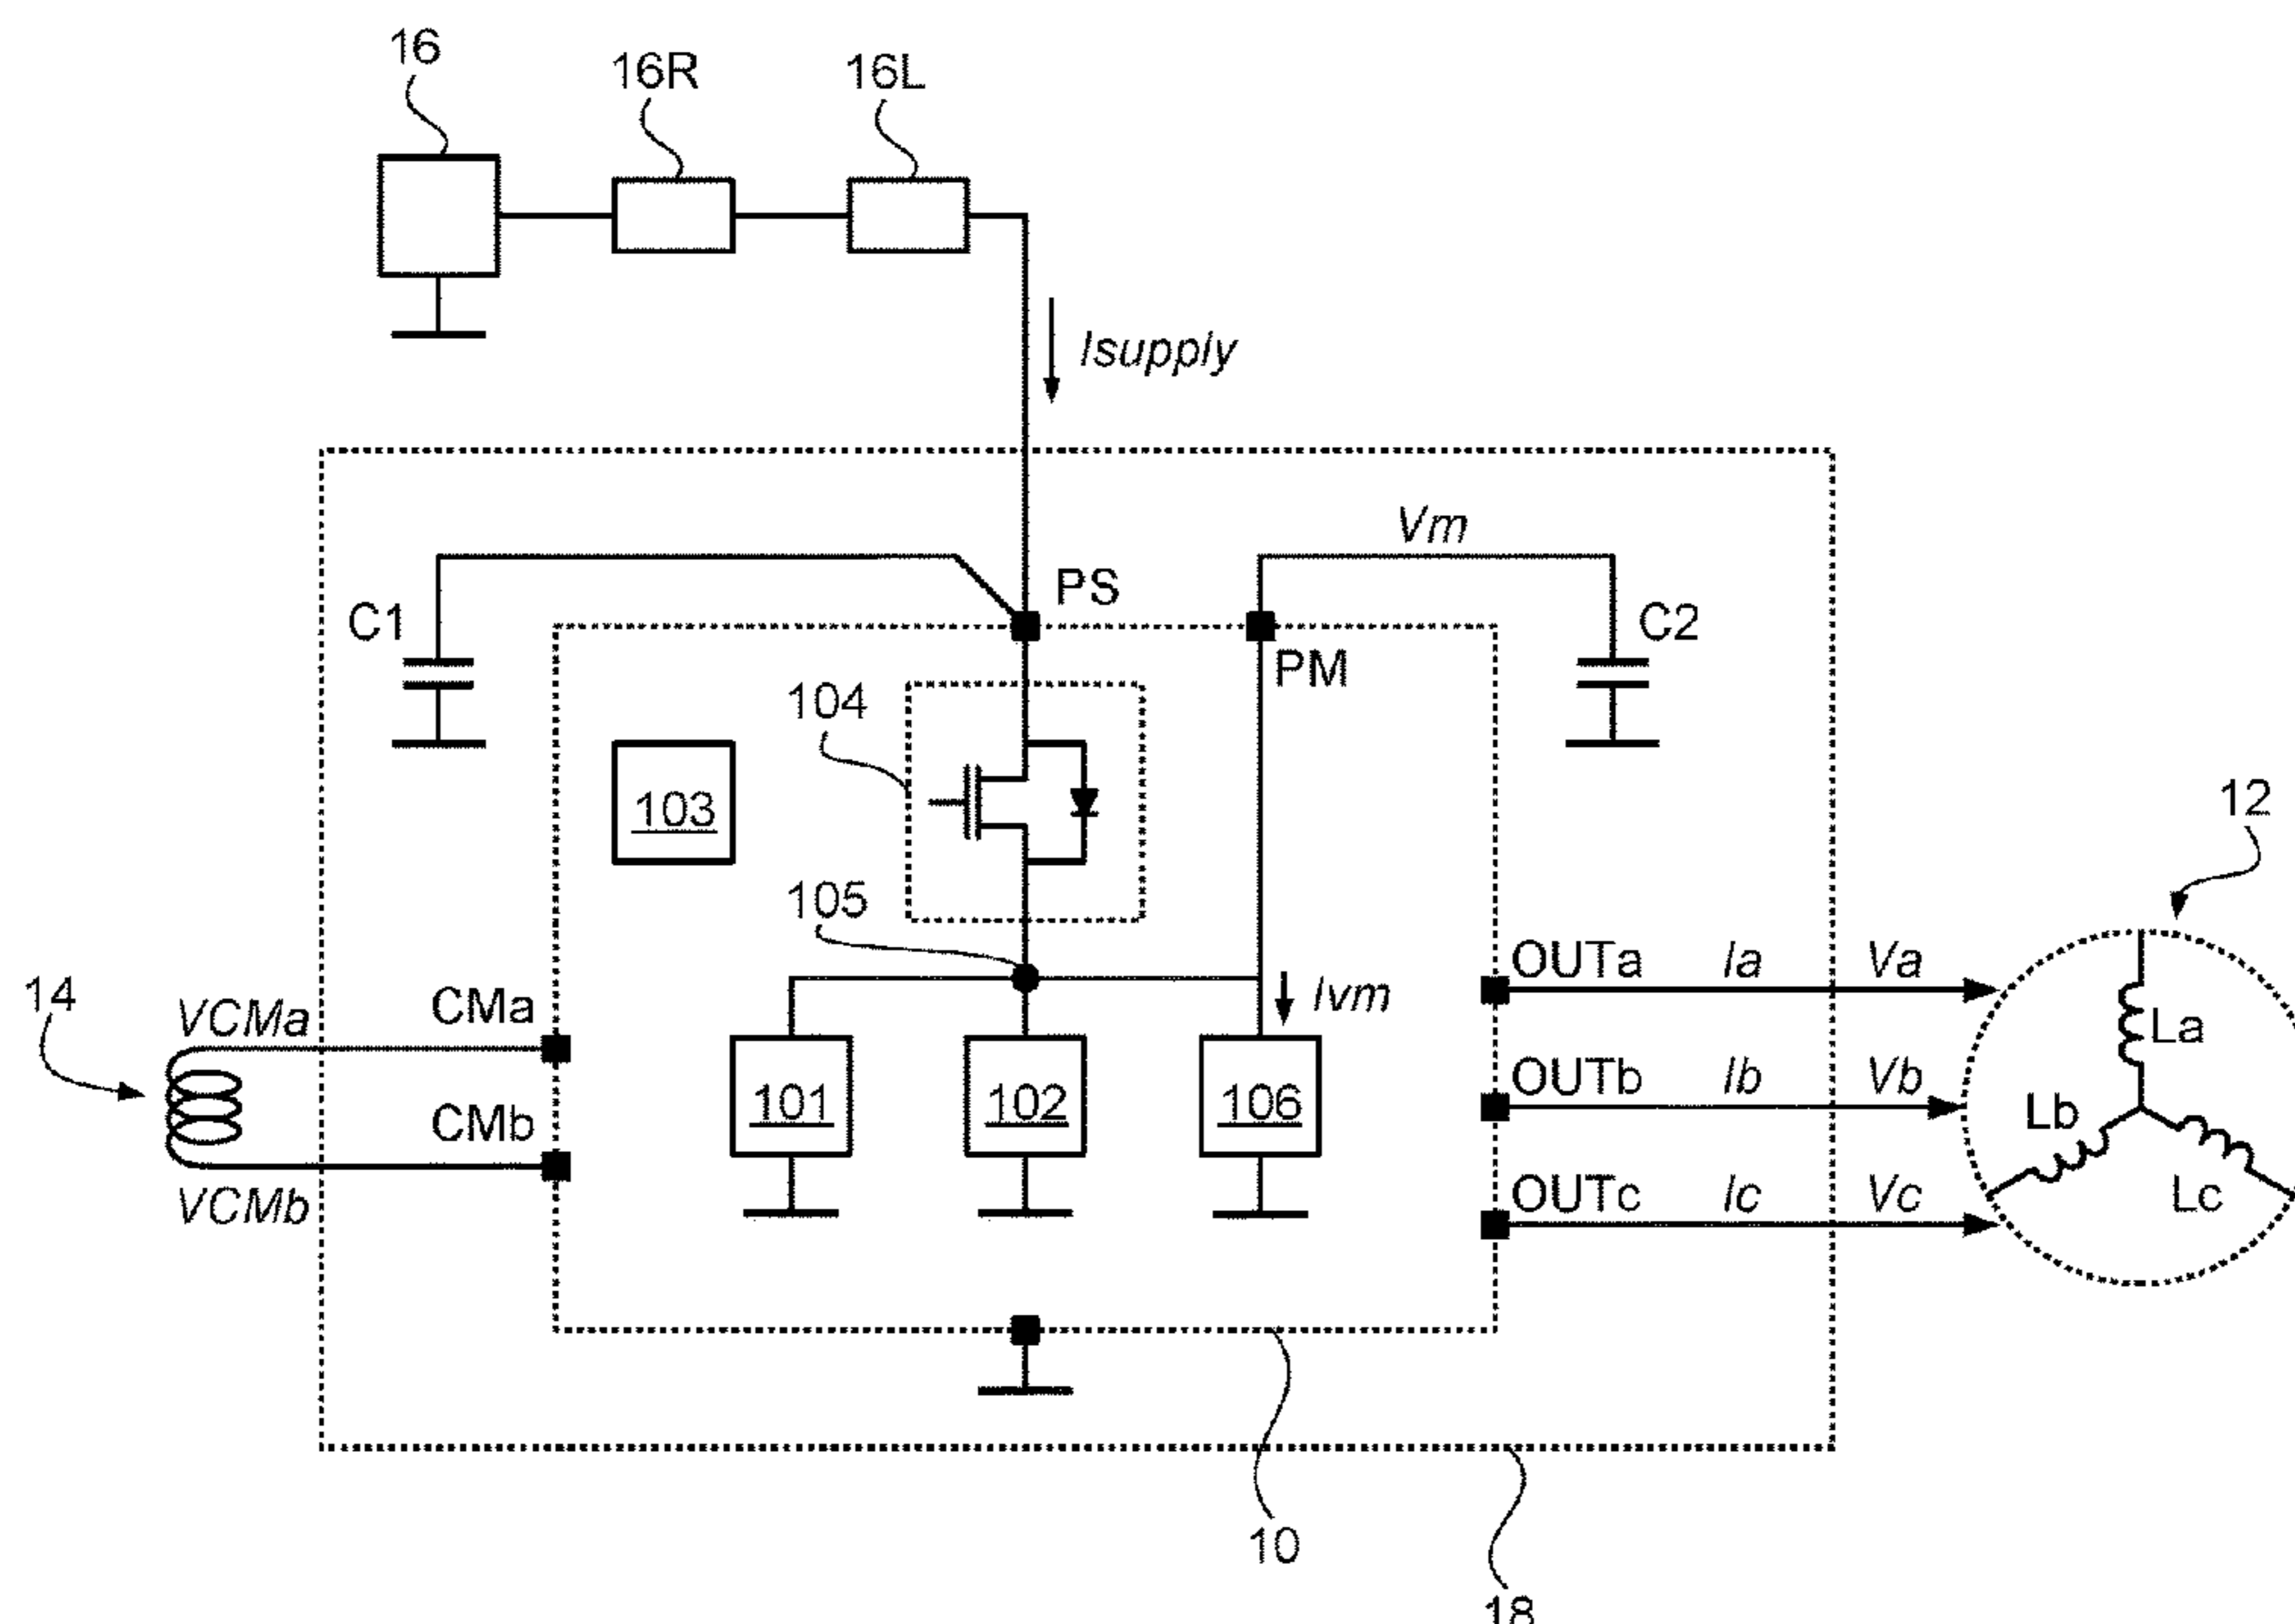 16
16R
16L
Isupply
Vm
PS
C1
C2
PM
104
103
12
105
OUTa
Ia
Va
14
VCMa
CMa
Ivm
La
OUTb
Ib
Vb
101
102
106
Lb
CMb
OUTc
Ic
Vc
Lc
VCMb
10
18